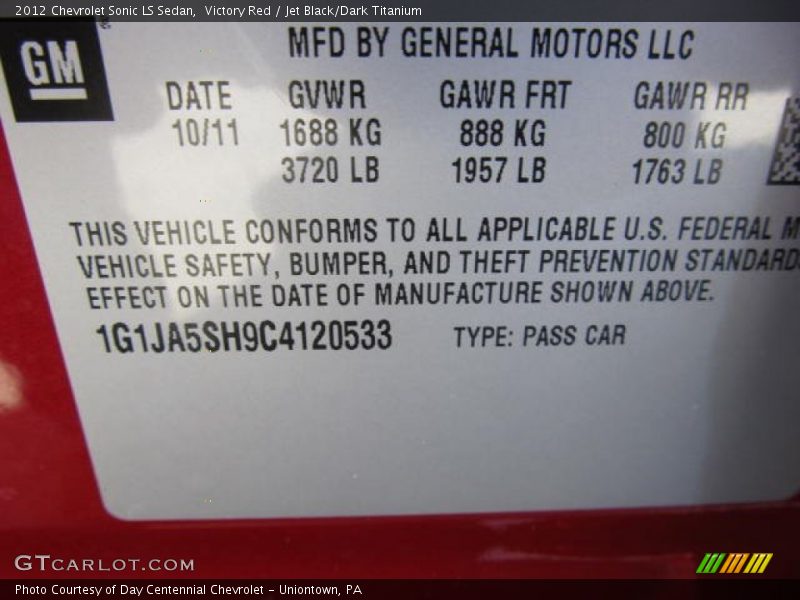 2012 Chevrolet Sonic LS Sedan, Victory Red / Jet Black/Dark Titanium
GM
MFD BY GENERAL MOTORS LLC
DATE GVWR GAWR FRT GAWR RR
10/11 1688 KG 888 KG 800 KG
3720 LB 1957 LB 1763 LB
THIS VEHICLE CONFORMS TO ALL APPLICABLE U.S. FEDERAL M
VEHICLE SAFETY, BUMPER, AND THEFT PREVENTION STANDARDS
EFFECT ON THE DATE OF MANUFACTURE SHOWN ABOVE.
1G1JA5SH9C4120533 TYPE: PASS CAR
GTCARLOT.COM
Photo Courtesy of Day Centennial Chevrolet - Uniontown, PA